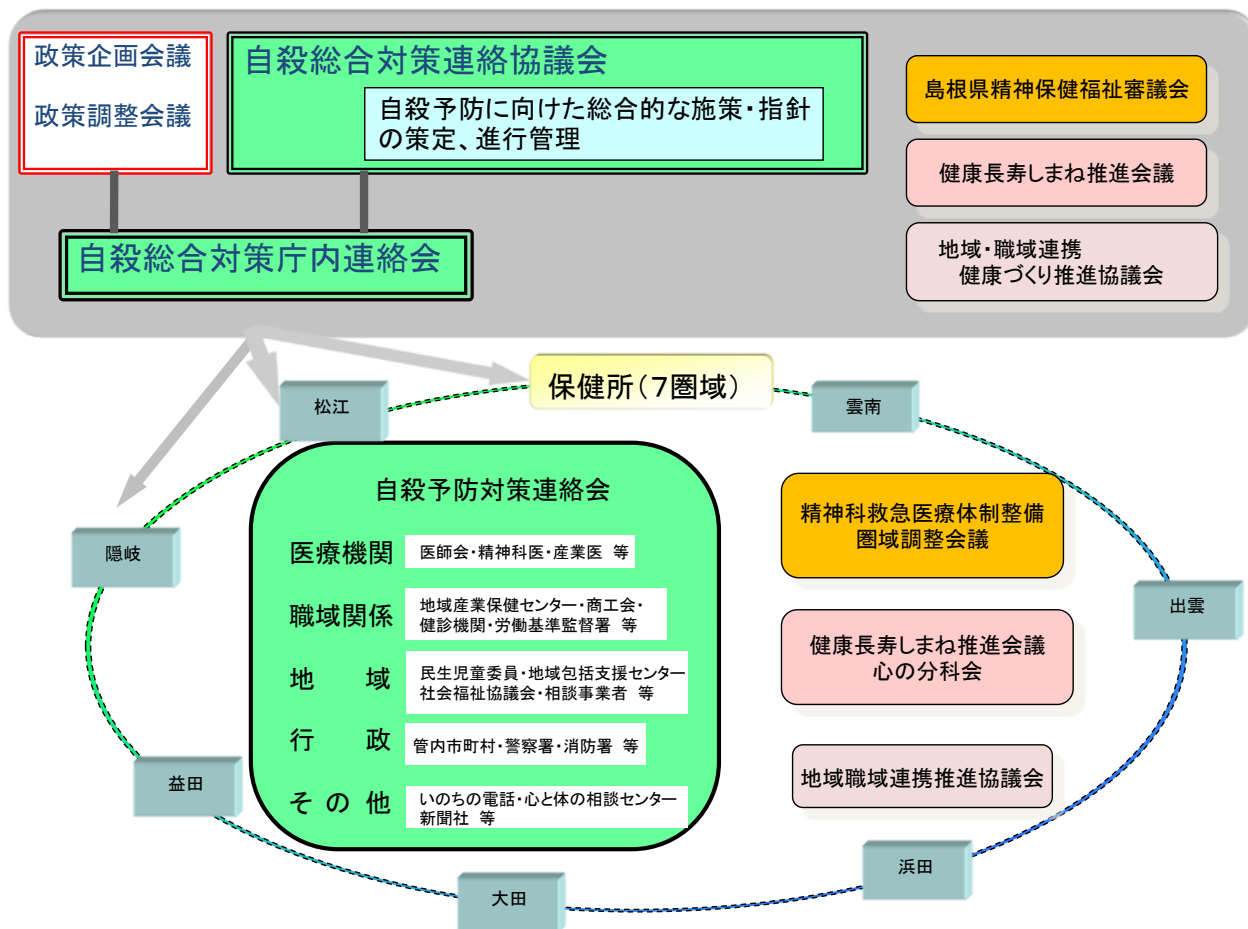 政策企画会議
政策調整会議
自殺総合対策連絡協議会
自殺予防に向けた総合的な施策・指針
の策定、進行管理
自殺総合対策庁内連絡会
島根県精神保健福祉審議会
健康長寿しまね推進会議
地域・職域連携
健康づくり推進協議会
保健所(7圏域)
松江
雲南
隠岐
出雲
益田
浜田
大田
自殺予防対策連絡会
医療機関
医師会・精神科医・産業医 等
職域関係
地域産業保健センター・商工会・
健診機関・労働基準監督署 等
地 域
民生児童委員・地域包括支援センター
社会福祉協議会・相談事業者 等
行 政
管内市町村・警察署・消防署 等
その他
いのちの電話・心と体の相談センター
新聞社 等
精神科救急医療体制整備
圏域調整会議
健康長寿しまね推進会議
心の分科会
地域職域連携推進協議会